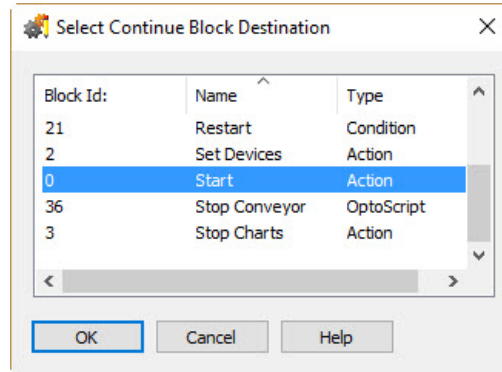 Select Continue Block Destination
Block Id: Name Type
21 Restart Condition
2 Set Devices Action
0 Start Action
36 Stop Conveyor OptoScript
3 Stop Charts Action
OK Cancel Help